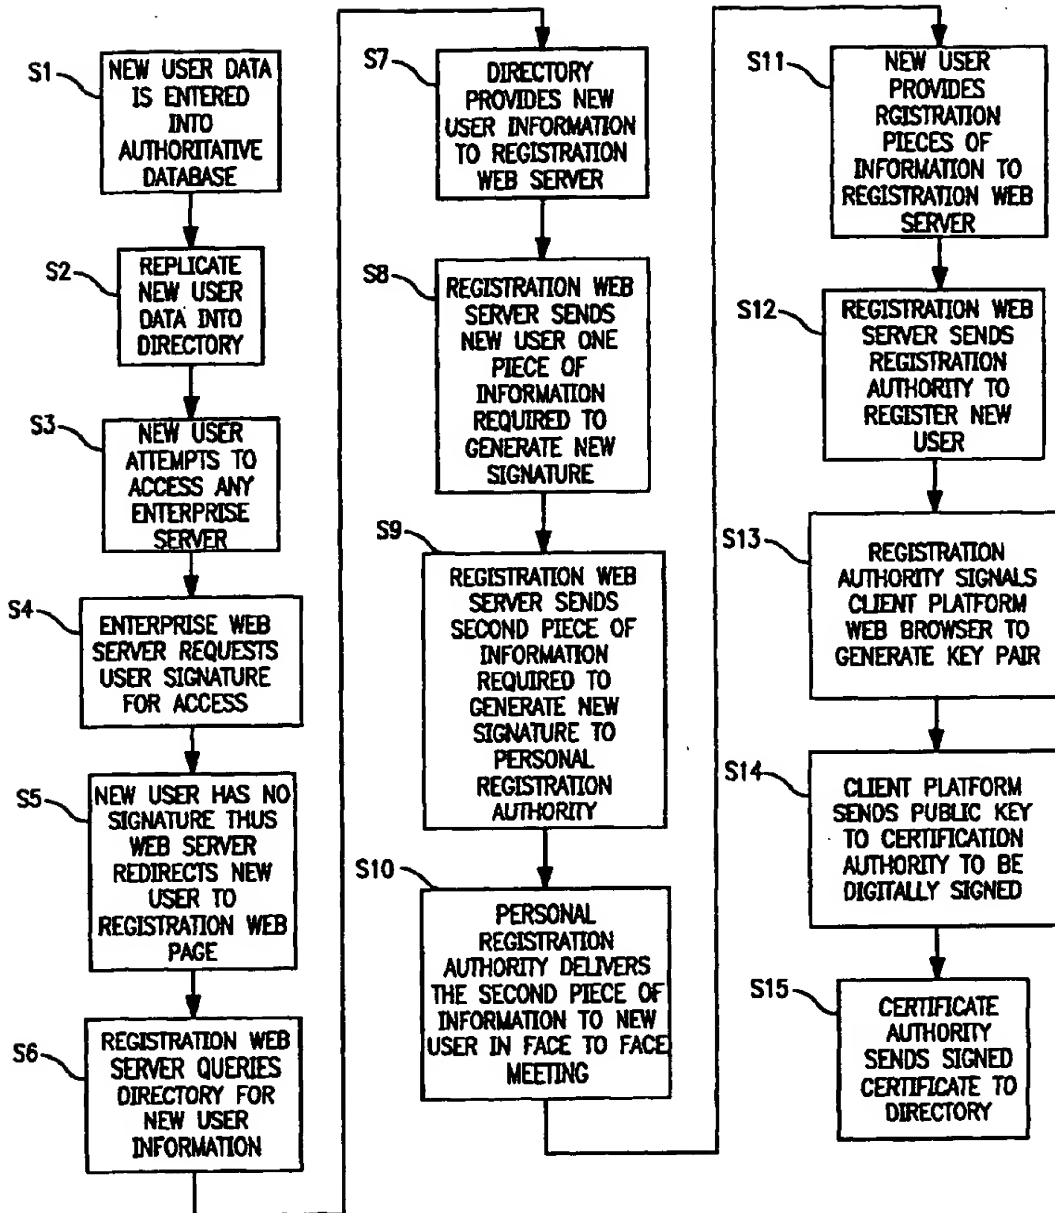 S1
NEW USER DATA
IS ENTERED
INTO
AUTHORITATIVE
DATABASE
S2
REPLICATE
NEW USER
DATA INTO
DIRECTORY
S3
NEW USER
ATTEMPTS TO
ACCESS ANY
ENTERPRISE
SERVER
S4
ENTERPRISE WEB
SERVER REQUESTS
USER SIGNATURE
FOR ACCESS
S5
NEW USER HAS NO
SIGNATURE THUS
WEB SERVER
REDIRECTS NEW
USER TO
REGISTRATION WEB
PAGE
S6
REGISTRATION WEB
SERVER QUERIES
DIRECTORY FOR
NEW USER
INFORMATION
S7
DIRECTORY
PROVIDES NEW
USER INFORMATION
TO REGISTRATION
WEB SERVER
S8
REGISTRATION WEB
SERVER SENDS
NEW USER ONE
PIECE OF
INFORMATION
REQUIRED TO
GENERATE NEW
SIGNATURE
S9
REGISTRATION WEB
SERVER SENDS
SECOND PIECE OF
INFORMATION
REQUIRED TO
GENERATE NEW
SIGNATURE TO
PERSONAL
REGISTRATION
AUTHORITY
S10
PERSONAL
REGISTRATION
AUTHORITY DELIVERS
THE SECOND PIECE OF
INFORMATION TO NEW
USER IN FACE TO FACE
MEETING
S11
NEW USER
PROVIDES
RGISTRATION
PIECES OF
INFORMATION TO
REGISTRATION WEB
SERVER
S12
REGISTRATION WEB
SERVER SENDS
REGISTRATION
AUTHORITY TO
REGISTER NEW
USER
S13
REGISTRATION
AUTHORITY SIGNALS
CLIENT PLATFORM
WEB BROWSER TO
GENERATE KEY PAIR
S14
CLIENT PLATFORM
SENDS PUBLIC KEY
TO CERTIFICATION
AUTHORITY TO BE
DIGITALLY SIGNED
S15
CERTIFICATE
AUTHORITY
SENDS SIGNED
CERTIFICATE TO
DIRECTORY